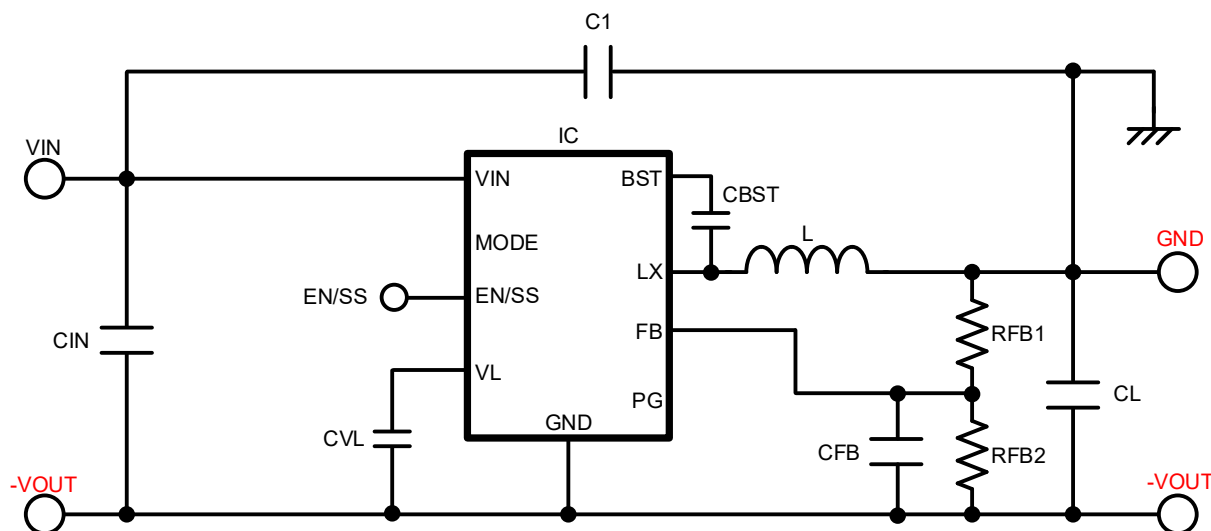 C1
VIN
IC
VIN
BST
CBST
MODE
L
GND
LX
EN/SS
EN/SS
CIN
FB
RFB1
VL
PG
CL
GND
CVL
CFB
RFB2
-VOUT
-VOUT